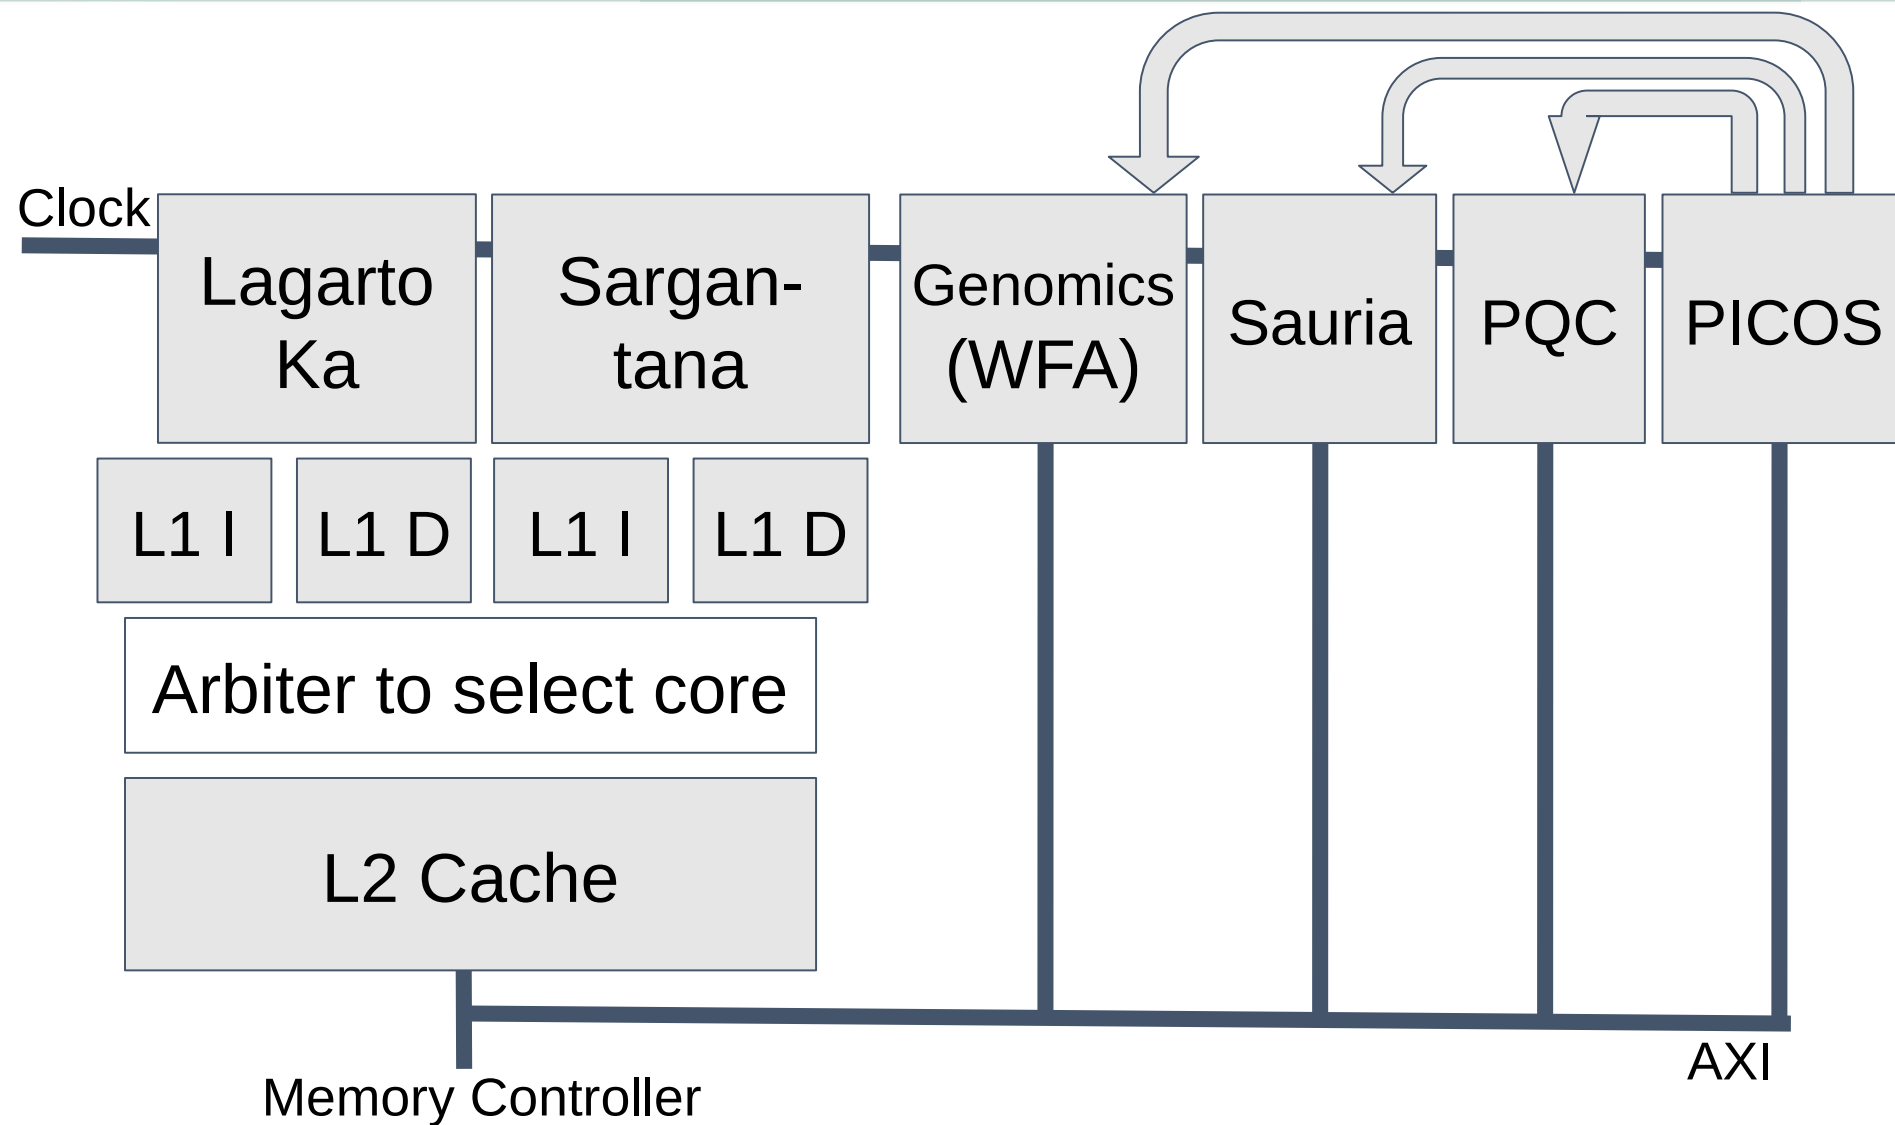 Clock
Lagarto
Ka
Sargan-
tana
Genomics
(WFA)
Sauria
PQC
PICOS
L1 I
L1 D
L1 I
L1 D
Arbiter to select core
L2 Cache
AXI
Memory Controller